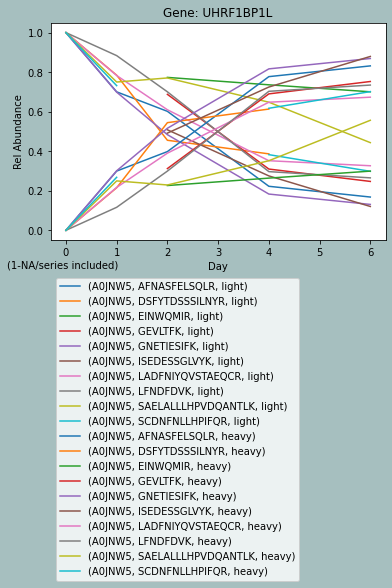 Gene: UHRF1BP1L
1.0
0.8
0.6
0.4
0.2
0.0
Rel Abundance
0 1 2 3 4 5 6
(1-NA/series included) Day
(A0JNW5, AFNASFELSQLR, light)
(A0JNW5, DSFYTDSSSILNYR, light)
(A0JNW5, EINWQMIR, light)
(A0JNW5, GEVLTFK, light)
(A0JNW5, GNETIESIFK, light)
(A0JNW5, ISEDESSGLVYK, light)
(A0JNW5, LADFNIYQVSTAEQCR, light)
(A0JNW5, LFNDFDVK, light)
(A0JNW5, SAELALLLHPVDQANTLK, light)
(A0JNW5, SCDNFNLLHPIFQR, light)
(A0JNW5, AFNASFELSQLR, heavy)
(A0JNW5, DSFYTDSSSILNYR, heavy)
(A0JNW5, EINWQMIR, heavy)
(A0JNW5, GEVLTFK, heavy)
(A0JNW5, GNETIESIFK, heavy)
(A0JNW5, ISEDESSGLVYK, heavy)
(A0JNW5, LADFNIYQVSTAEQCR, heavy)
(A0JNW5, LFNDFDVK, heavy)
(A0JNW5, SAELALLLHPVDQANTLK, heavy)
(A0JNW5, SCDNFNLLHPIFQR, heavy)